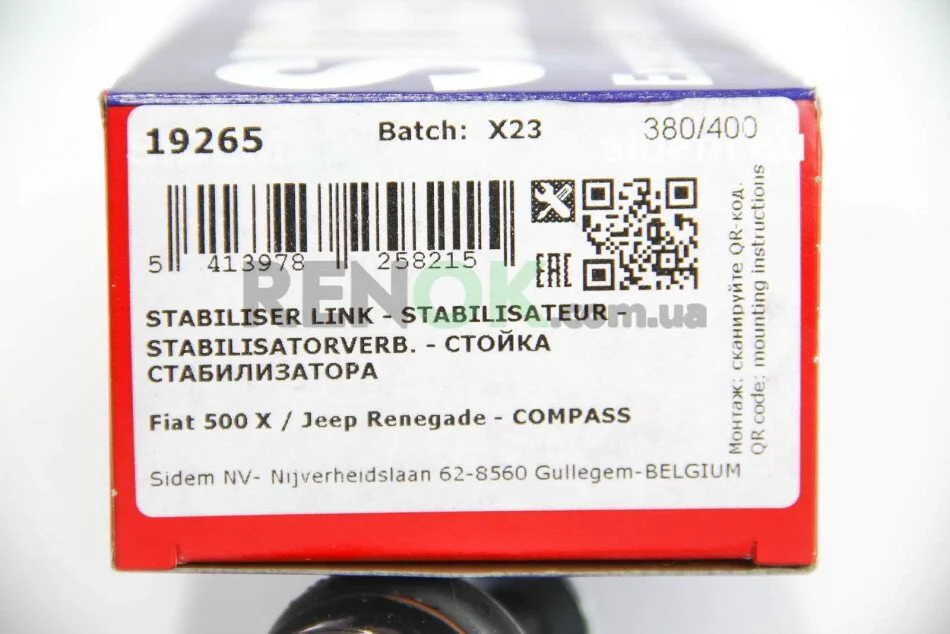 19265
Batch: X23
380/400
5 413978 258215
EAC
RENOK.com.ua
STABILISER LINK - STABILISATEUR -
STABILISATORVERB. - СТОЙКА
СТАБИЛИЗАТОРА
Fiat 500 X / Jeep Renegade - COMPASS
Sidem NV- Nijverheidslaan 62-8560 Gullegem-BELGIUM
Монтаж: сканируйте QR-код.
QR code: mounting instructions